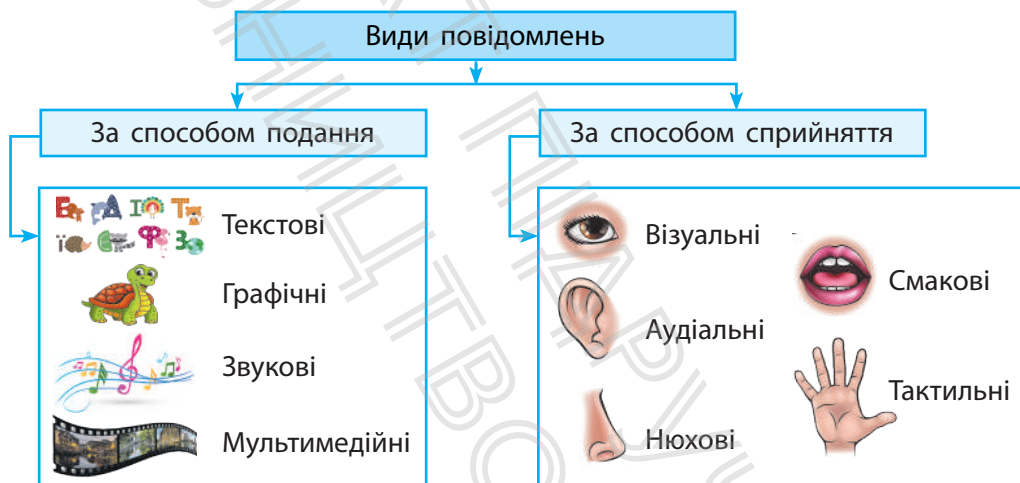 Види повідомлень
За способом подання
За способом сприйняття
Текстові
Графічні
Звукові
Мультимедійні
Візуальні
Аудіальні
Нюхові
Смакові
Тактильні